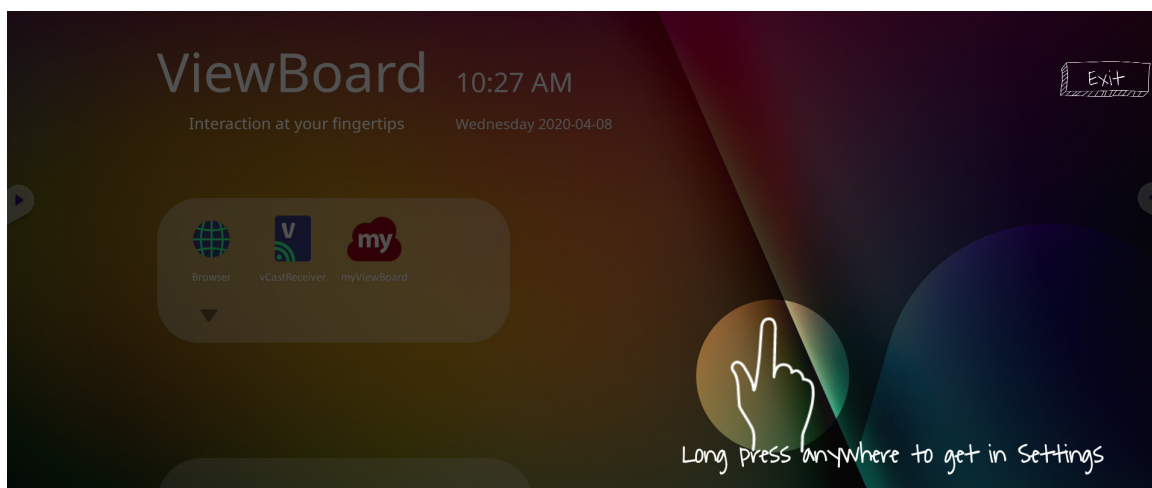 ViewBoard 10:27 AM
Exit
Interaction at your fingertips Wednesday 2020-04-08
V my
Browser vCastReceiver myViewBoard
Long press anywhere to get in Settings